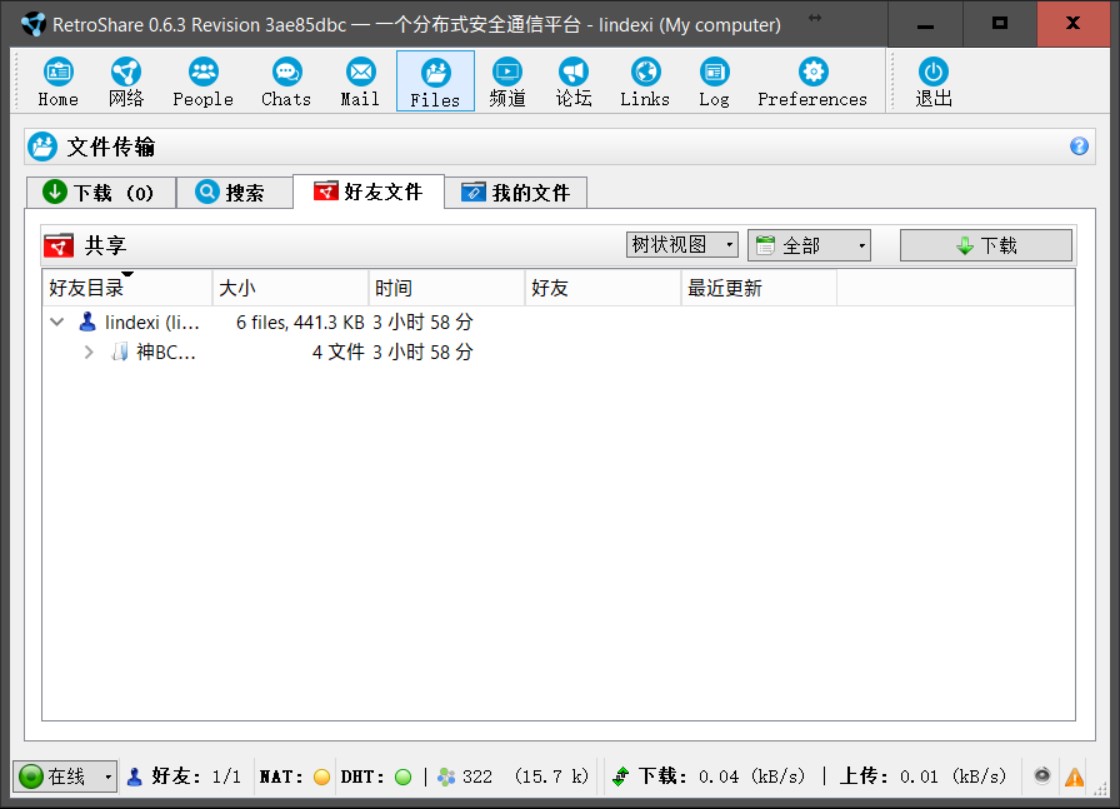 RetroShare 0.6.3 Revision 3ae85dbc — 一个分布式安全通信平台 - lindexi (My computer)
Home 网络 People Chats Mail Files 频道 论坛 Links Log Preferences 退出
文件传输
下载 (0) 搜索 好友文件 我的文件
共享 树状视图 全部 下载
好友目录 大小 时间 好友 最近更新
lindexi (li... 6 files, 441.3 KB 3 小时 58 分
神BC... 4 文件 3 小时 58 分
在线 好友: 1/1 NAT: DHT: | 322 (15.7 k) 下载: 0.04 (kB/s) | 上传: 0.01 (kB/s)